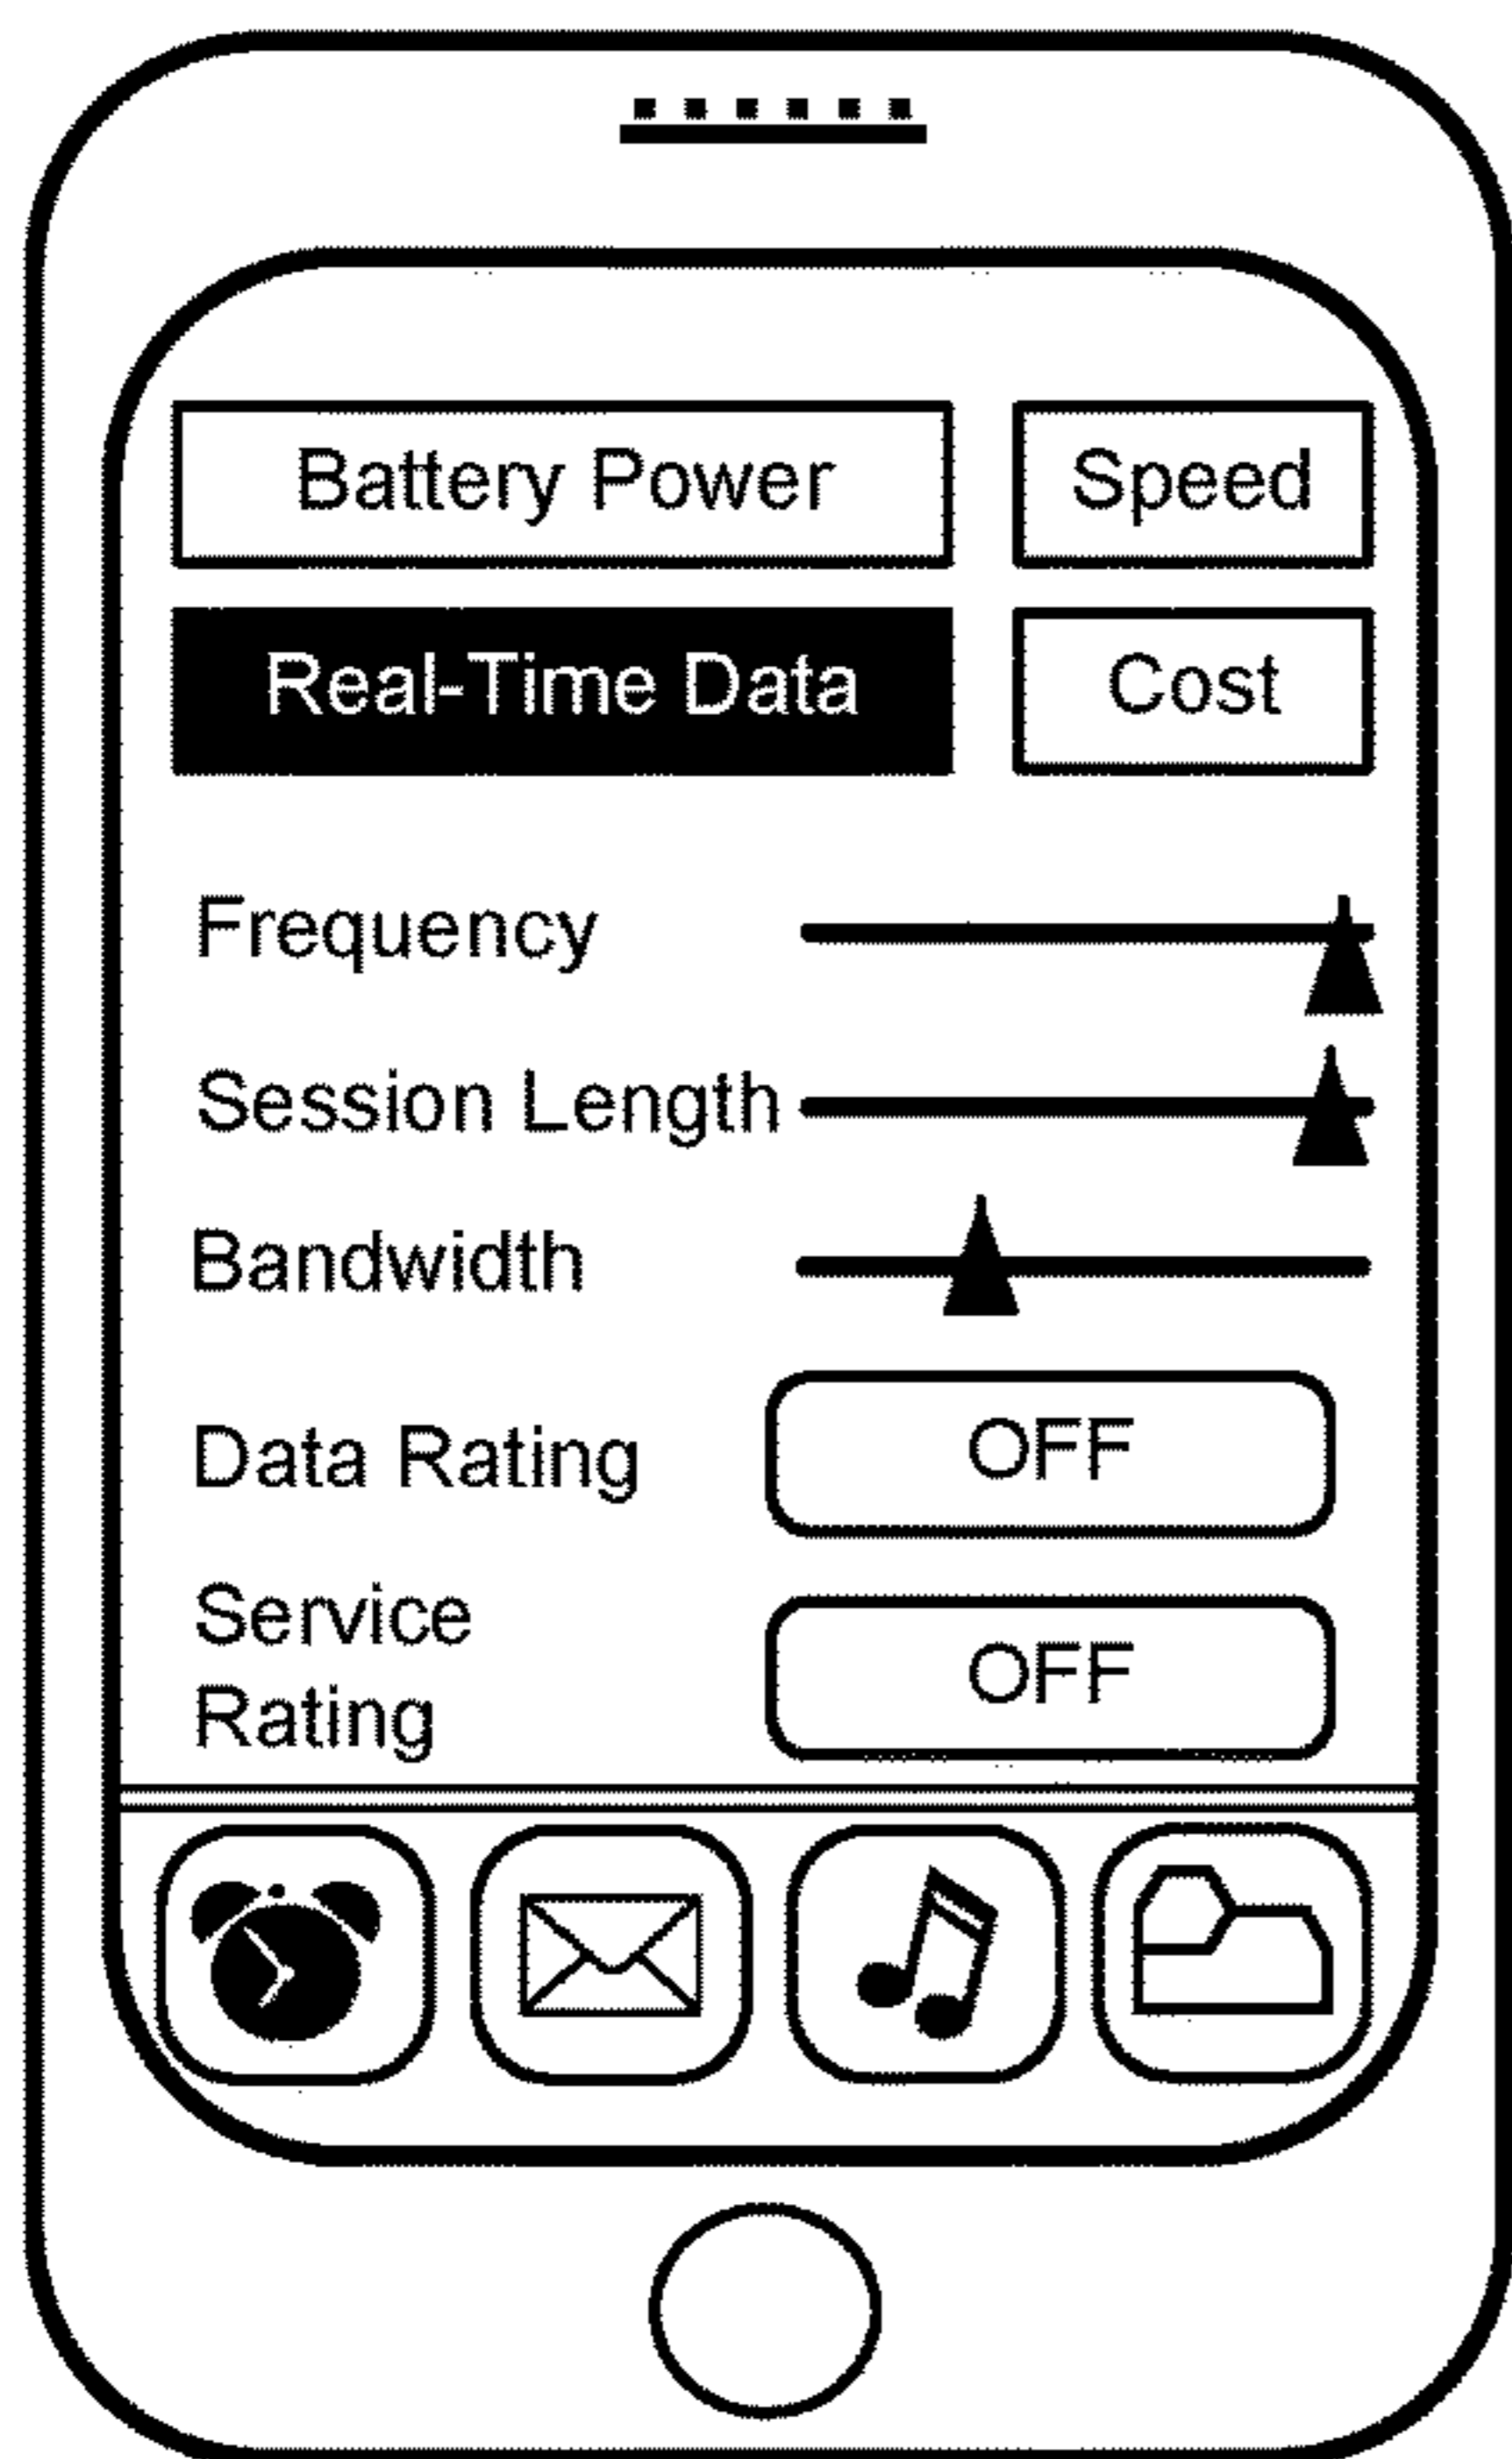 Battery Power
Speed
Real-Time Data
Cost
Frequency
Session Length
Bandwidth
Data Rating
OFF
Service
Rating
OFF